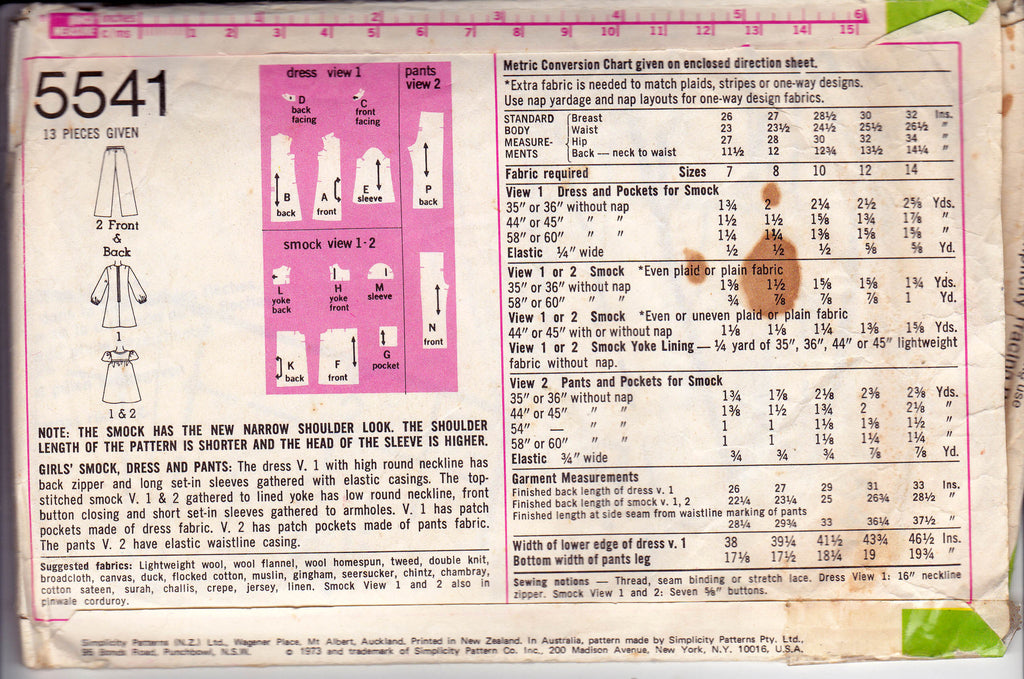 inches 1 2 3 4 5 6
MEASURE c/ms 1 2 3 4 5 6 7 8 9 10 11 12 13 14 15
5541
13 PIECES GIVEN
2 Front
&
Back
1
1 & 2
dress view 1
pants
view 2
D
back
facing
C
front
facing
B
back
A
front
E
sleeve
P
back
smock view 1-2
L
yoke
back
H
yoke
front
M
sleeve
N
front
K
back
F
front
G
pocket
NOTE: THE SMOCK HAS THE NEW NARROW SHOULDER LOOK. THE SHOULDER
LENGTH OF THE PATTERN IS SHORTER AND THE HEAD OF THE SLEEVE IS HIGHER.
GIRLS' SMOCK, DRESS AND PANTS: The dress V. 1 with high round neckline has
back zipper and long set-in sleeves gathered with elastic casings. The top-
stitched smock V. 1 & 2 gathered to lined yoke has low round neckline, front
button closing and short set-in sleeves gathered to armholes. V. 1 has patch
pockets made of dress fabric. V. 2 has patch pockets made of pants fabric.
The pants V. 2 have elastic waistline casing.
Suggested fabrics: Lightweight wool, wool flannel, wool homespun, tweed, double knit,
broadcloth, canvas, duck, flocked cotton, muslin, gingham, seersucker, chintz, chambray,
cotton sateen, surah, challis, crepe, jersey, linen. Smock View 1 and 2 also in
pinwale corduroy.
Metric Conversion Chart given on enclosed direction sheet.
*Extra fabric is needed to match plaids, stripes or one-way designs.
Use nap yardage and nap layouts for one-way design fabrics.
STANDARD Breast 26 27 28½ 30 32 Ins.
BODY Waist 23 23½ 24½ 25½ 26½ "
MEASURE- Hip 27 28 30 32 34 "
MENTS Back — neck to waist 11½ 12 12¾ 13½ 14¼ "
Fabric required Sizes 7 8 10 12 14
View 1 Dress and Pockets for Smock
35" or 36" without nap 1¾ 2 2¼ 2½ 2⅝ Yds.
44" or 45" " " 1½ 1½ 1⅝ 1¾ 1⅞ "
58" or 60" " " 1¼ 1¼ 1⅜ 1⅝ 1⅝ "
Elastic ¼" wide ½ ½ ½ ⅝ ⅝ Yd.
View 1 or 2 Smock *Even plaid or plain fabric
35" or 36" without nap 1⅜ 1½ 1⅝ 1⅝ 1¾ Yds.
58" or 60" " " ¾ ⅞ ⅞ ⅞ 1 Yd.
View 1 or 2 Smock *Even or uneven plaid or plain fabric
44" or 45" with or without nap 1⅛ 1⅛ 1¼ 1⅜ 1⅝ Yds.
View 1 or 2 Smock Yoke Lining — ¼ yard of 35", 36", 44" or 45" lightweight
fabric without nap.
View 2 Pants and Pockets for Smock
35" or 36" without nap 1¾ 1⅞ 2⅛ 2⅜ 2⅜ Yds.
44" or 45" " " 1⅜ 1½ 1¾ 2 2⅛ "
54" — " 1 1 1⅛ 1⅜ 1½ "
58" or 60" " " 1 1 1⅛ 1¼ 1¼ "
Elastic ¾" wide ¾ ¾ ¾ ⅞ ⅞ Yd.
Garment Measurements
Finished back length of dress v. 1 26 27 29 31 33 Ins.
Finished back length of smock v. 1, 2 22¼ 23¼ 25 26¾ 28½ "
Finished length at side seam from waistline marking of pants
28¼ 29¾ 33 36¼ 37½ "
Width of lower edge of dress v. 1 38 39¼ 41½ 43¾ 46½ Ins.
Bottom width of pants leg 17⅛ 17½ 18¼ 19 19¾ "
Sewing notions — Thread, seam binding or stretch lace. Dress View 1: 16" neckline
zipper. Smock View 1 and 2: Seven ⅝" buttons.
Simplicity Patterns (N.Z.) Ltd., Wagener Place, Mt Albert, Auckland. Printed in New Zealand. In Australia, pattern made by Simplicity Patterns Pty. Ltd.,
95 Bonds Road, Punchbowl, N.S.W. © 1973 and trademark of Simplicity Pattern Co. Inc., 200 Madison Avenue, New York, N.Y. 10016, U.S.A.